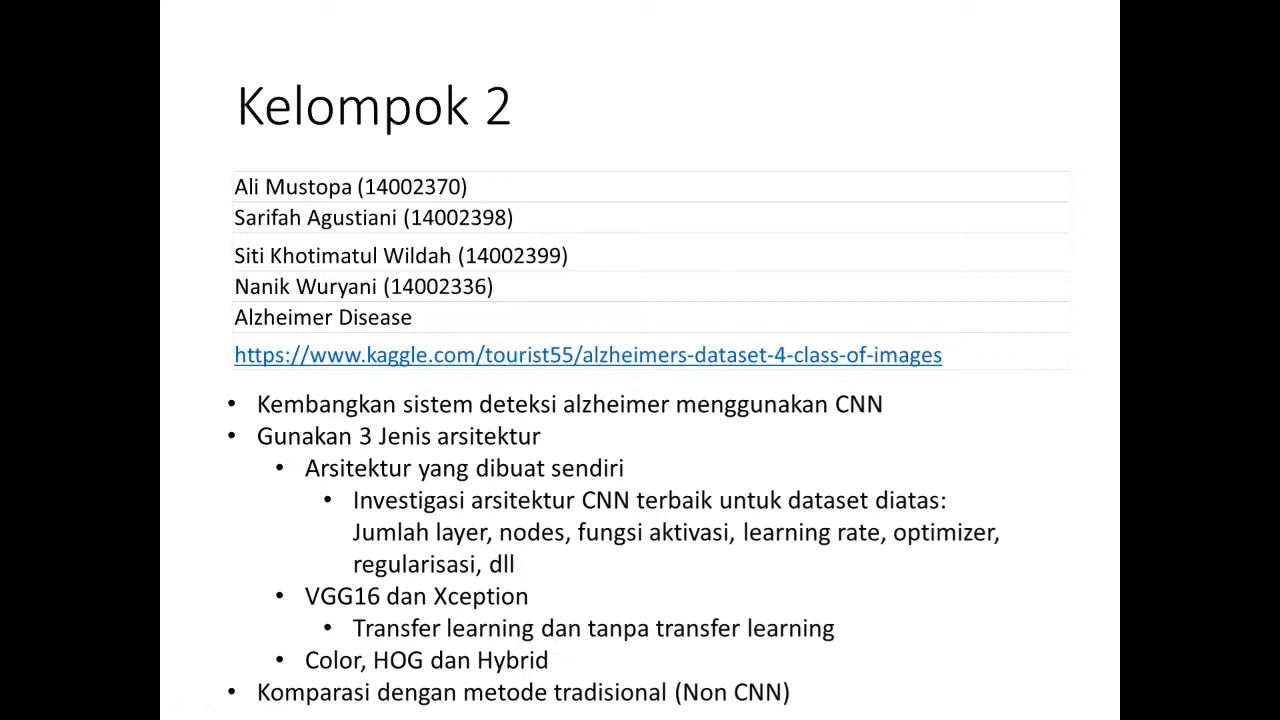 Kelompok 2
Ali Mustopa (14002370)
Sarifah Agustiani (14002398)
Siti Khotimatul Wildah (14002399)
Nanik Wuryani (14002336)
Alzheimer Disease
https://www.kaggle.com/tourist55/alzheimers-dataset-4-class-of-images
• Kembangkan sistem deteksi alzheimer menggunakan CNN
• Gunakan 3 Jenis arsitektur
• Arsitektur yang dibuat sendiri
• Investigasi arsitektur CNN terbaik untuk dataset diatas:
Jumlah layer, nodes, fungsi aktivasi, learning rate, optimizer,
regularisasi, dll
• VGG16 dan Xception
• Transfer learning dan tanpa transfer learning
• Color, HOG dan Hybrid
• Komparasi dengan metode tradisional (Non CNN)